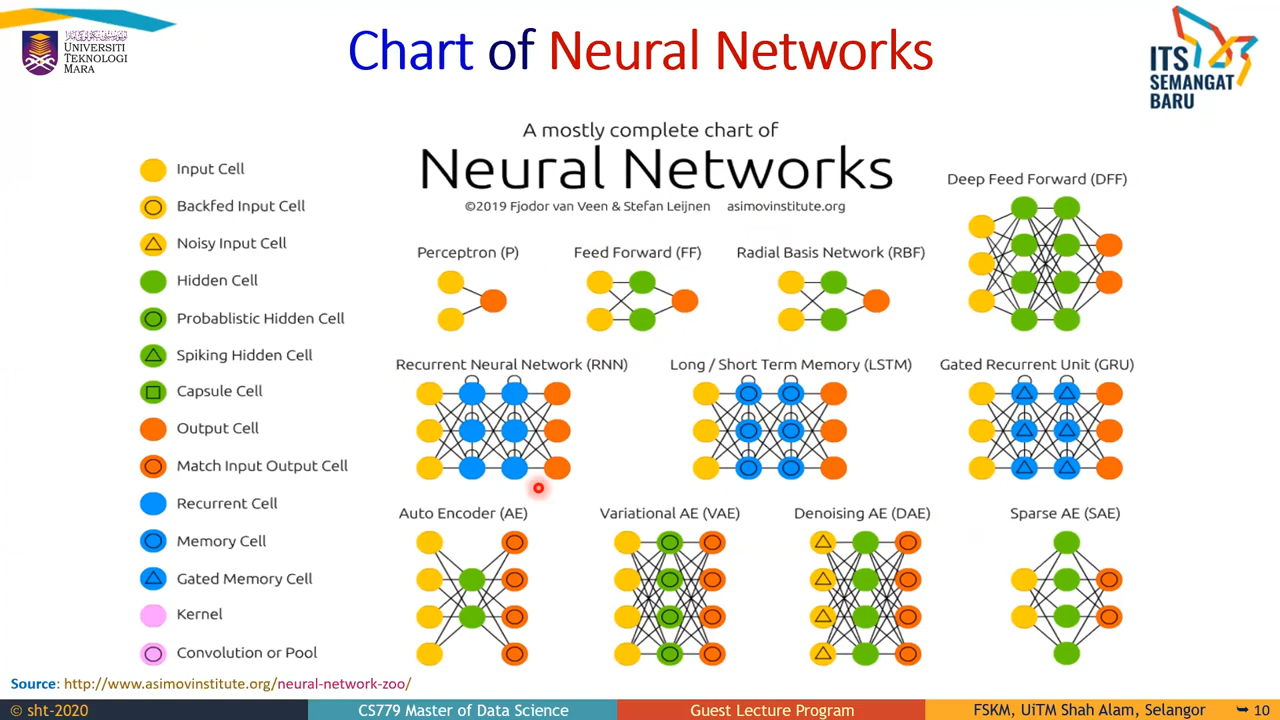 UNIVERSITI
TEKNOLOGI
MARA
Chart of Neural Networks
ITS
SEMANGAT
BARU
A mostly complete chart of
Neural Networks
©2019 Fjodor van Veen & Stefan Leijnen asimovinstitute.org
Input Cell
Backfed Input Cell
Noisy Input Cell
Hidden Cell
Probablistic Hidden Cell
Spiking Hidden Cell
Capsule Cell
Output Cell
Match Input Output Cell
Recurrent Cell
Memory Cell
Gated Memory Cell
Kernel
Convolution or Pool
Deep Feed Forward (DFF)
Perceptron (P) Feed Forward (FF) Radial Basis Network (RBF)
Recurrent Neural Network (RNN) Long / Short Term Memory (LSTM) Gated Recurrent Unit (GRU)
Auto Encoder (AE) Variational AE (VAE) Denoising AE (DAE) Sparse AE (SAE)
Source: http://www.asimovinstitute.org/neural-network-zoo/
© sht-2020 CS779 Master of Data Science Guest Lecture Program FSKM, UiTM Shah Alam, Selangor ➥ 10